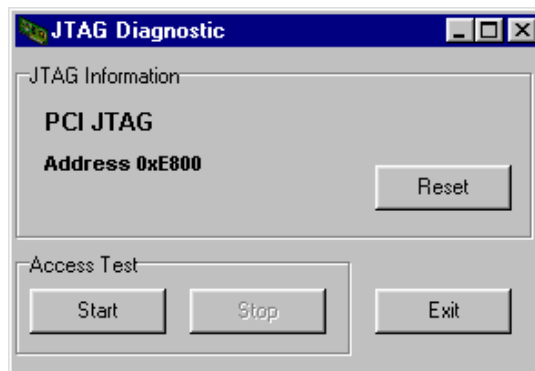 JTAG Diagnostic
JTAG Information
PCI JTAG
Address 0xE800
Reset
Access Test
Start Stop Exit